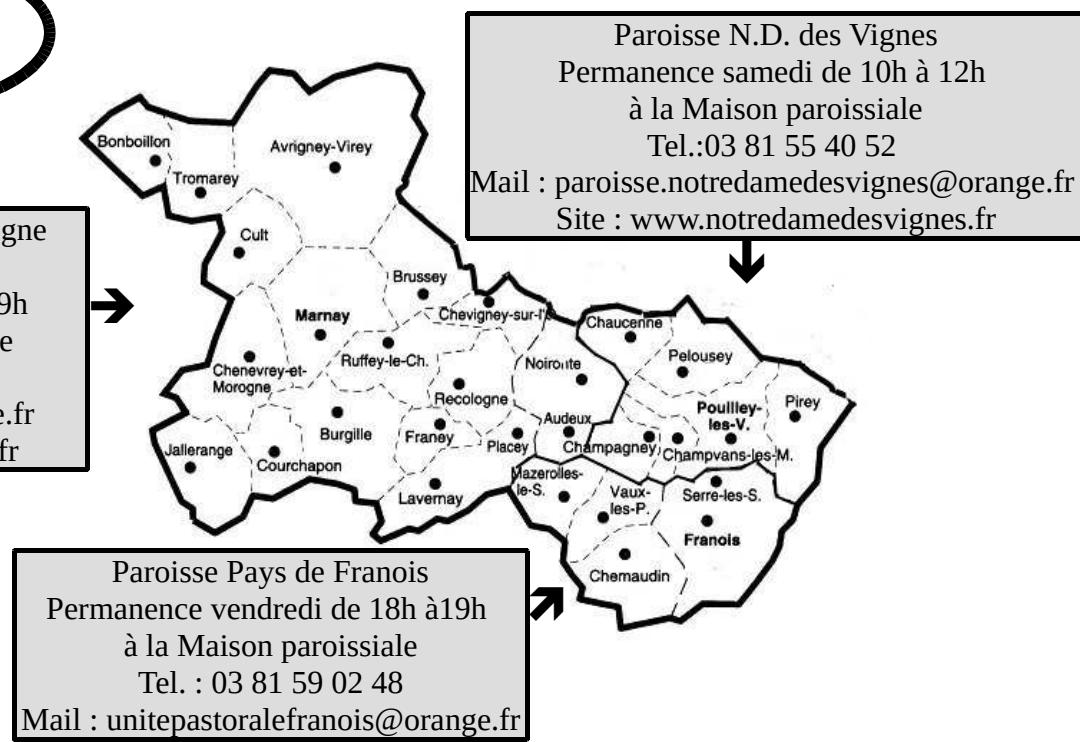 Paroisse N.D. des Vignes
Permanence samedi de 10h à 12h
à la Maison paroissiale
Tel.:03 81 55 40 52
Mail : paroisse.notredamedesvignes@orange.fr
Site : www.notredamedesvignes.fr
gne
9h
e
e.fr
fr
Bonboillon
Avrigney-Virey
Tromarey
Cult
Brussey
Marnay
Chevigney-sur-l'
Chaucenne
Ruffey-le-Ch.
Noironte
Pelousey
Chenevrey-et-
Morogne
Recologne
Pouilley-
les-V.
Pirey
Burgille
Franey
Audeux
Placey
Champagney
Champvans-les-M.
Jallerange
Courchapon
Mazerolles-
le-S.
Lavernay
Vaux-
les-P.
Serre-les-S.
Franois
Chemaudin
Paroisse Pays de Franois
Permanence vendredi de 18h à19h
à la Maison paroissiale
Tel. : 03 81 59 02 48
Mail : unitepastoralefranois@orange.fr